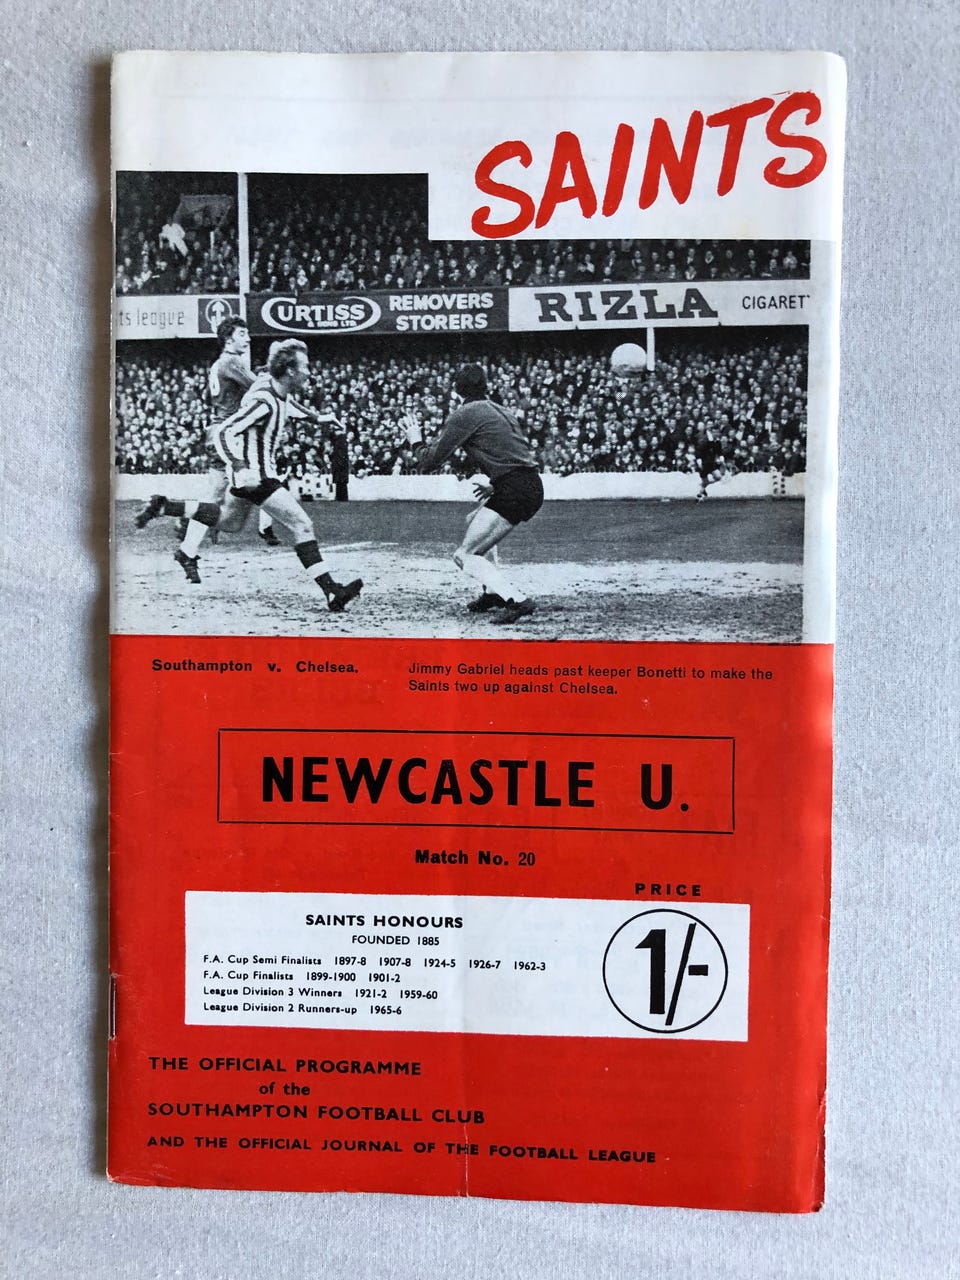 SAINTS
ts league
CURTISS
& SONS LTD.
REMOVERS
STORERS
RIZLA
CIGARET
Southampton v. Chelsea.
Jimmy Gabriel heads past keeper Bonetti to make the
Saints two up against Chelsea.
NEWCASTLE U.
Match No. 20
PRICE
1/-
SAINTS HONOURS
FOUNDED 1885
F.A. Cup Semi Finalists 1897-8 1907-8 1924-5 1926-7 1962-3
F.A. Cup Finalists 1899-1900 1901-2
League Division 3 Winners 1921-2 1959-60
League Division 2 Runners-up 1965-6
THE OFFICIAL PROGRAMME
of the
SOUTHAMPTON FOOTBALL CLUB
AND THE OFFICIAL JOURNAL OF THE FOOTBALL LEAGUE